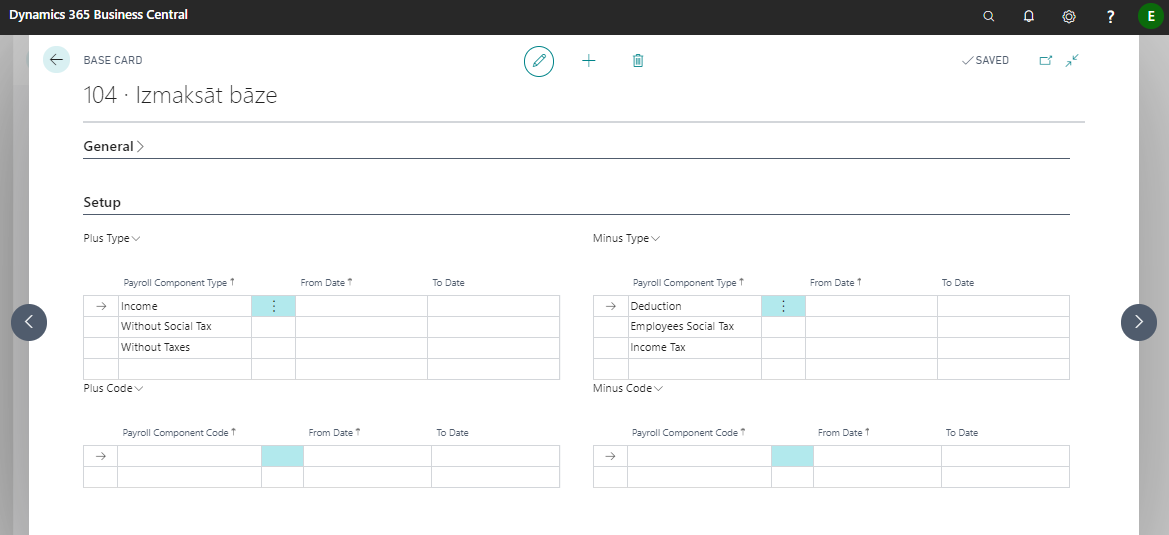 Dynamics 365 Business Central
? E
BASE CARD
SAVED
104 · Izmaksāt bāze
General
Setup
Plus Type
Payroll Component Type ↑ From Date ↑ To Date
→ Income
Without Social Tax
Without Taxes
Minus Type
Payroll Component Type ↑ From Date ↑ To Date
→ Deduction
Employees Social Tax
Income Tax
Plus Code
Payroll Component Code ↑ From Date ↑ To Date
Minus Code
Payroll Component Code ↑ From Date ↑ To Date